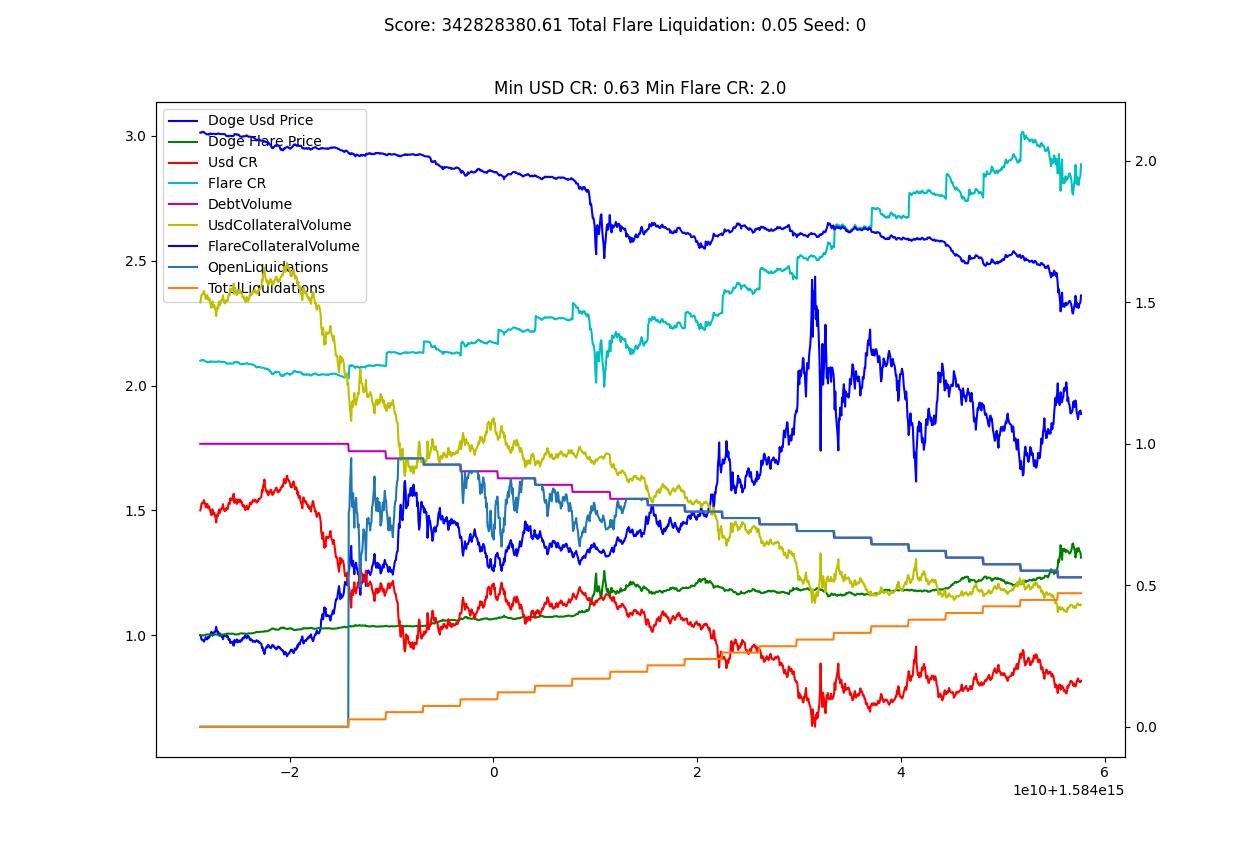 Score: 342828380.61 Total Flare Liquidation: 0.05 Seed: 0
Min USD CR: 0.63 Min Flare CR: 2.0
Doge Usd Price
Doge Flare Price
Usd CR
Flare CR
DebtVolume
UsdCollateralVolume
FlareCollateralVolume
OpenLiquidations
TotalLiquidations
3.0
2.5
2.0
1.5
1.0
2.0
1.5
1.0
0.5
0.0
−2
0
2
4
6
1e10+1.584e15